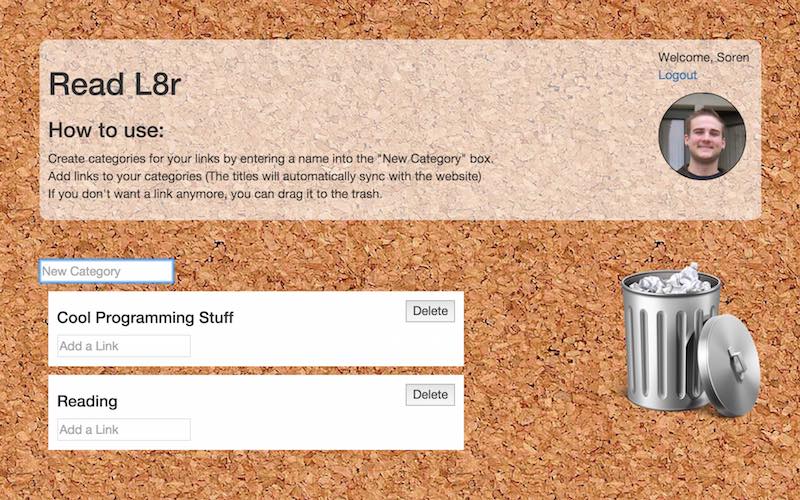 Welcome, Soren
Logout
Read L8r
How to use:
Create categories for your links by entering a name into the "New Category" box.
Add links to your categories (The titles will automatically sync with the website)
If you don't want a link anymore, you can drag it to the trash.
New Category
Cool Programming Stuff
Delete
Add a Link
Reading
Delete
Add a Link